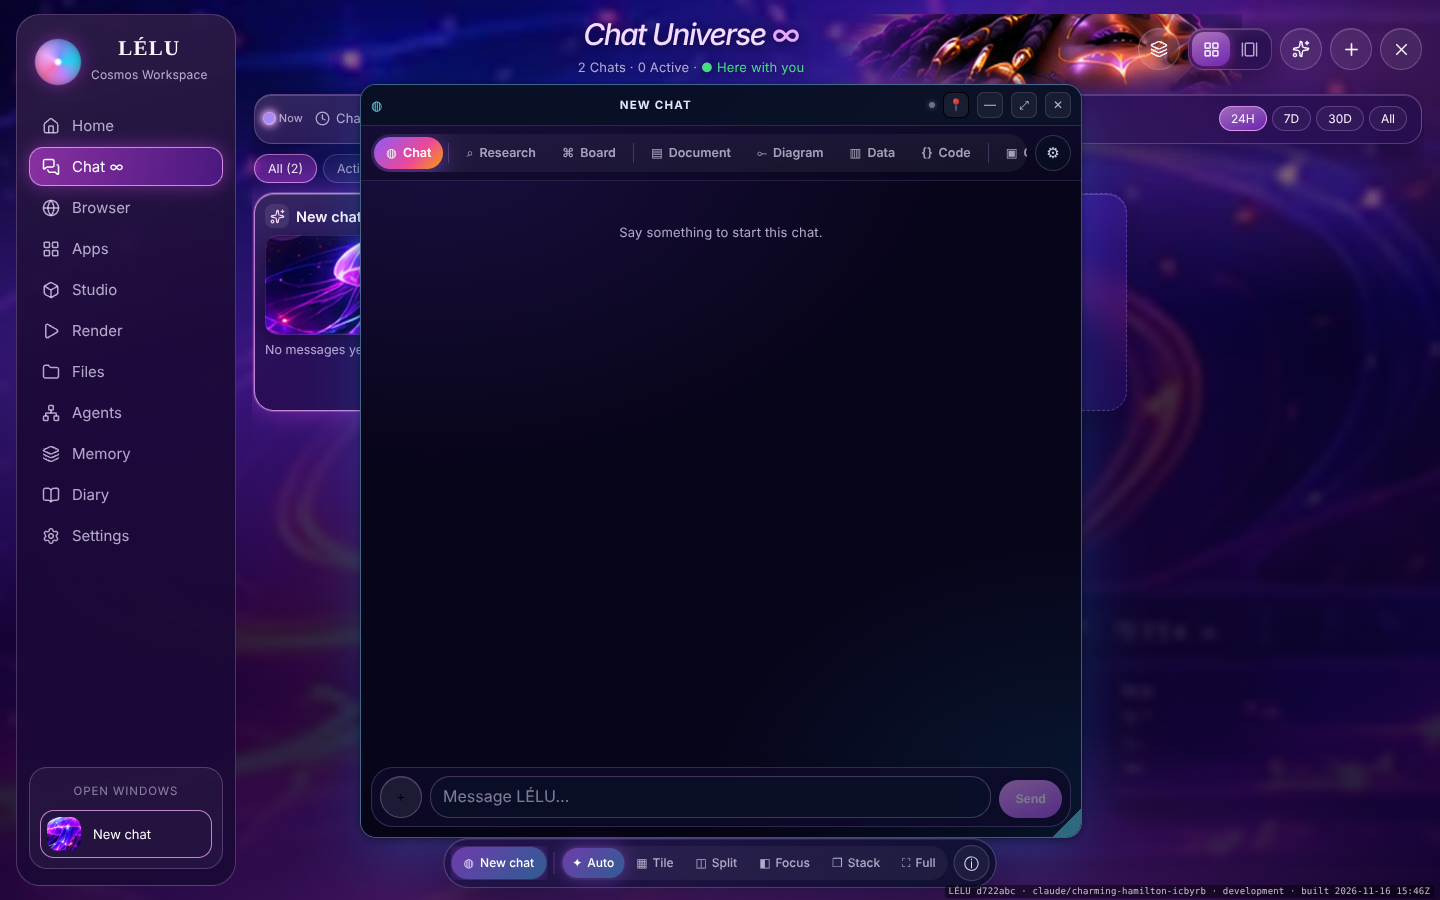 LÉLU
Cosmos Workspace
Home
Chat ∞
Browser
Apps
Studio
Render
Files
Agents
Memory
Diary
Settings
OPEN WINDOWS
New chat
Chat Universe ∞
2 Chats · 0 Active · Here with you
Now
Cha
24H 7D 30D All
All (2) Acti
New chat
No messages ye
NEW CHAT
Chat Research Board Document Diagram Data Code
Say something to start this chat.
Message LÉLU...
Send
New chat Auto Tile Split Focus Stack Full
LÉLU d722abc · claude/charming-hamilton-icbyrb · development · built 2026-11-16 15:46Z